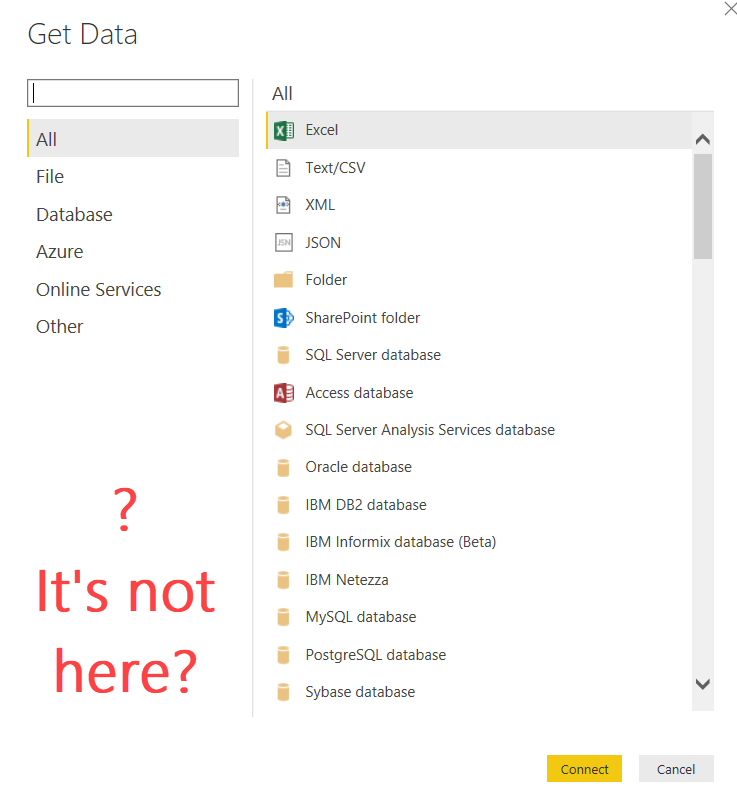 Get Data
All
File
Database
Azure
Online Services
Other
?
It's not
here?
All
Excel
Text/CSV
XML
JSN JSON
Folder
SharePoint folder
SQL Server database
Access database
SQL Server Analysis Services database
Oracle database
IBM DB2 database
IBM Informix database (Beta)
IBM Netezza
MySQL database
PostgreSQL database
Sybase database
Connect
Cancel